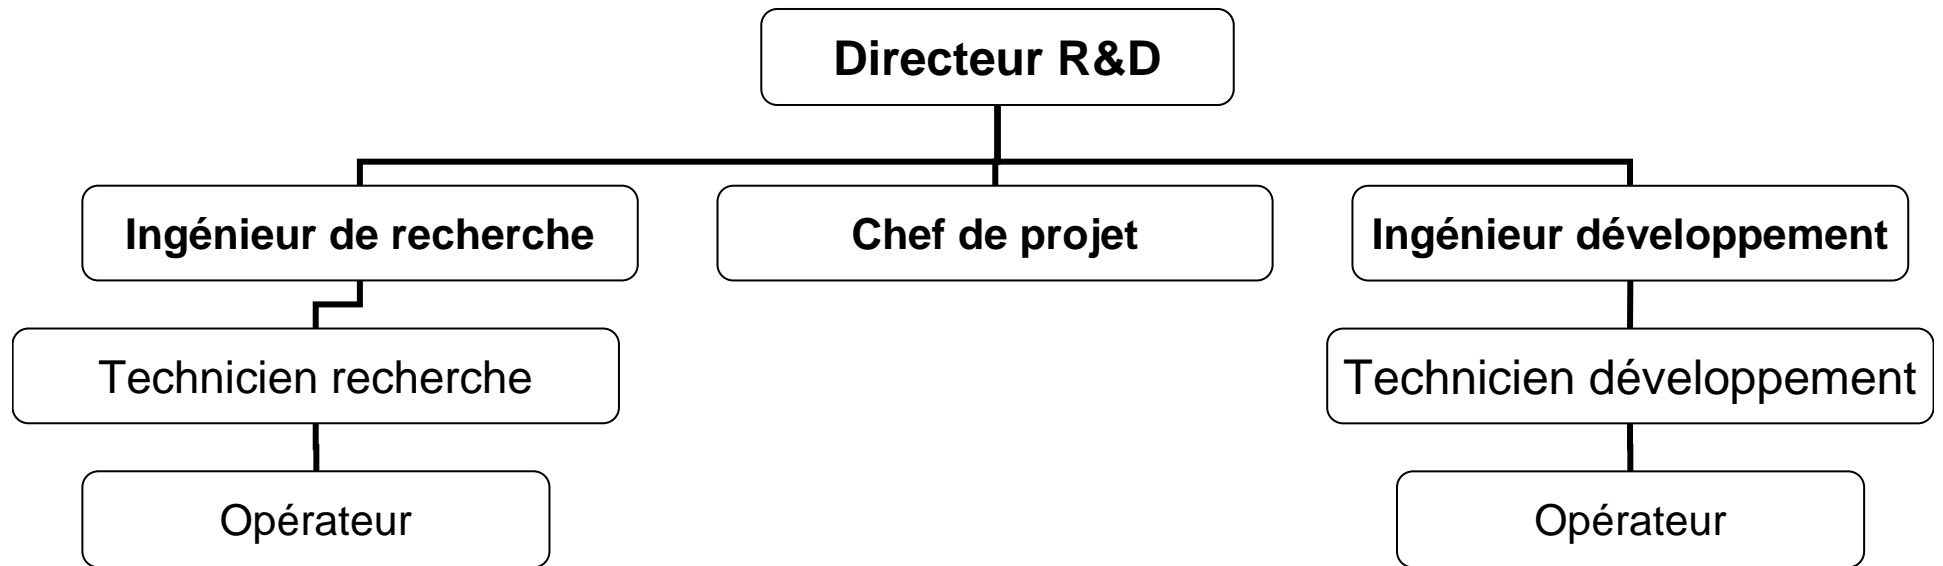 Directeur R&D
Ingénieur de recherche
Chef de projet
Ingénieur développement
Technicien recherche
Technicien développement
Opérateur
Opérateur